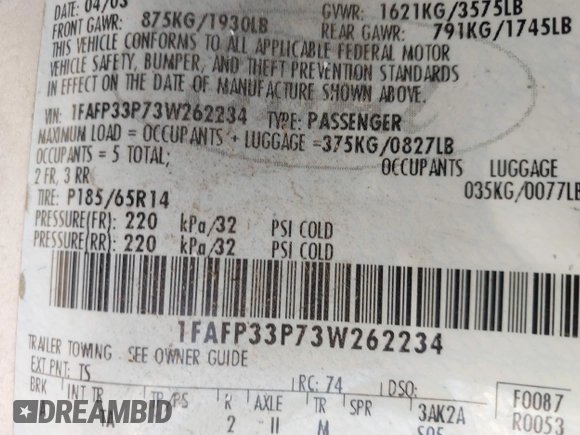 DATE: 04/03
GVWR: 1621KG/3575LB
FRONT GAWR: 875KG/1930LB REAR GAWR: 791KG/1745LB
THIS VEHICLE CONFORMS TO ALL APPLICABLE FEDERAL MOTOR
VEHICLE SAFETY, BUMPER, AND THEFT PREVENTION STANDARDS
IN EFFECT ON THE DATE OF MANUFACTURE SHOWN ABOVE.
VIN: 1FAFP33P73W262234 TYPE: PASSENGER
MAXIMUM LOAD = OCCUPANTS + LUGGAGE =375KG/0827LB
OCCUPANTS = 5 TOTAL; OCCUPANTS LUGGAGE
2 FR, 3 RR 035KG/0077LB
TIRE: P185/65R14
PRESSURE(FR): 220 kPa/32 PSI COLD
PRESSURE(RR): 220 kPa/32 PSI COLD
1FAFP33P73W262234
TRAILER TOWING - SEE OWNER GUIDE
EXT PNT: TS RC: 74 DSO: F0087
BRK INT TR TP/PS R AXLE TR SPR 3AK2A R0053
2 II M
DREAMBID